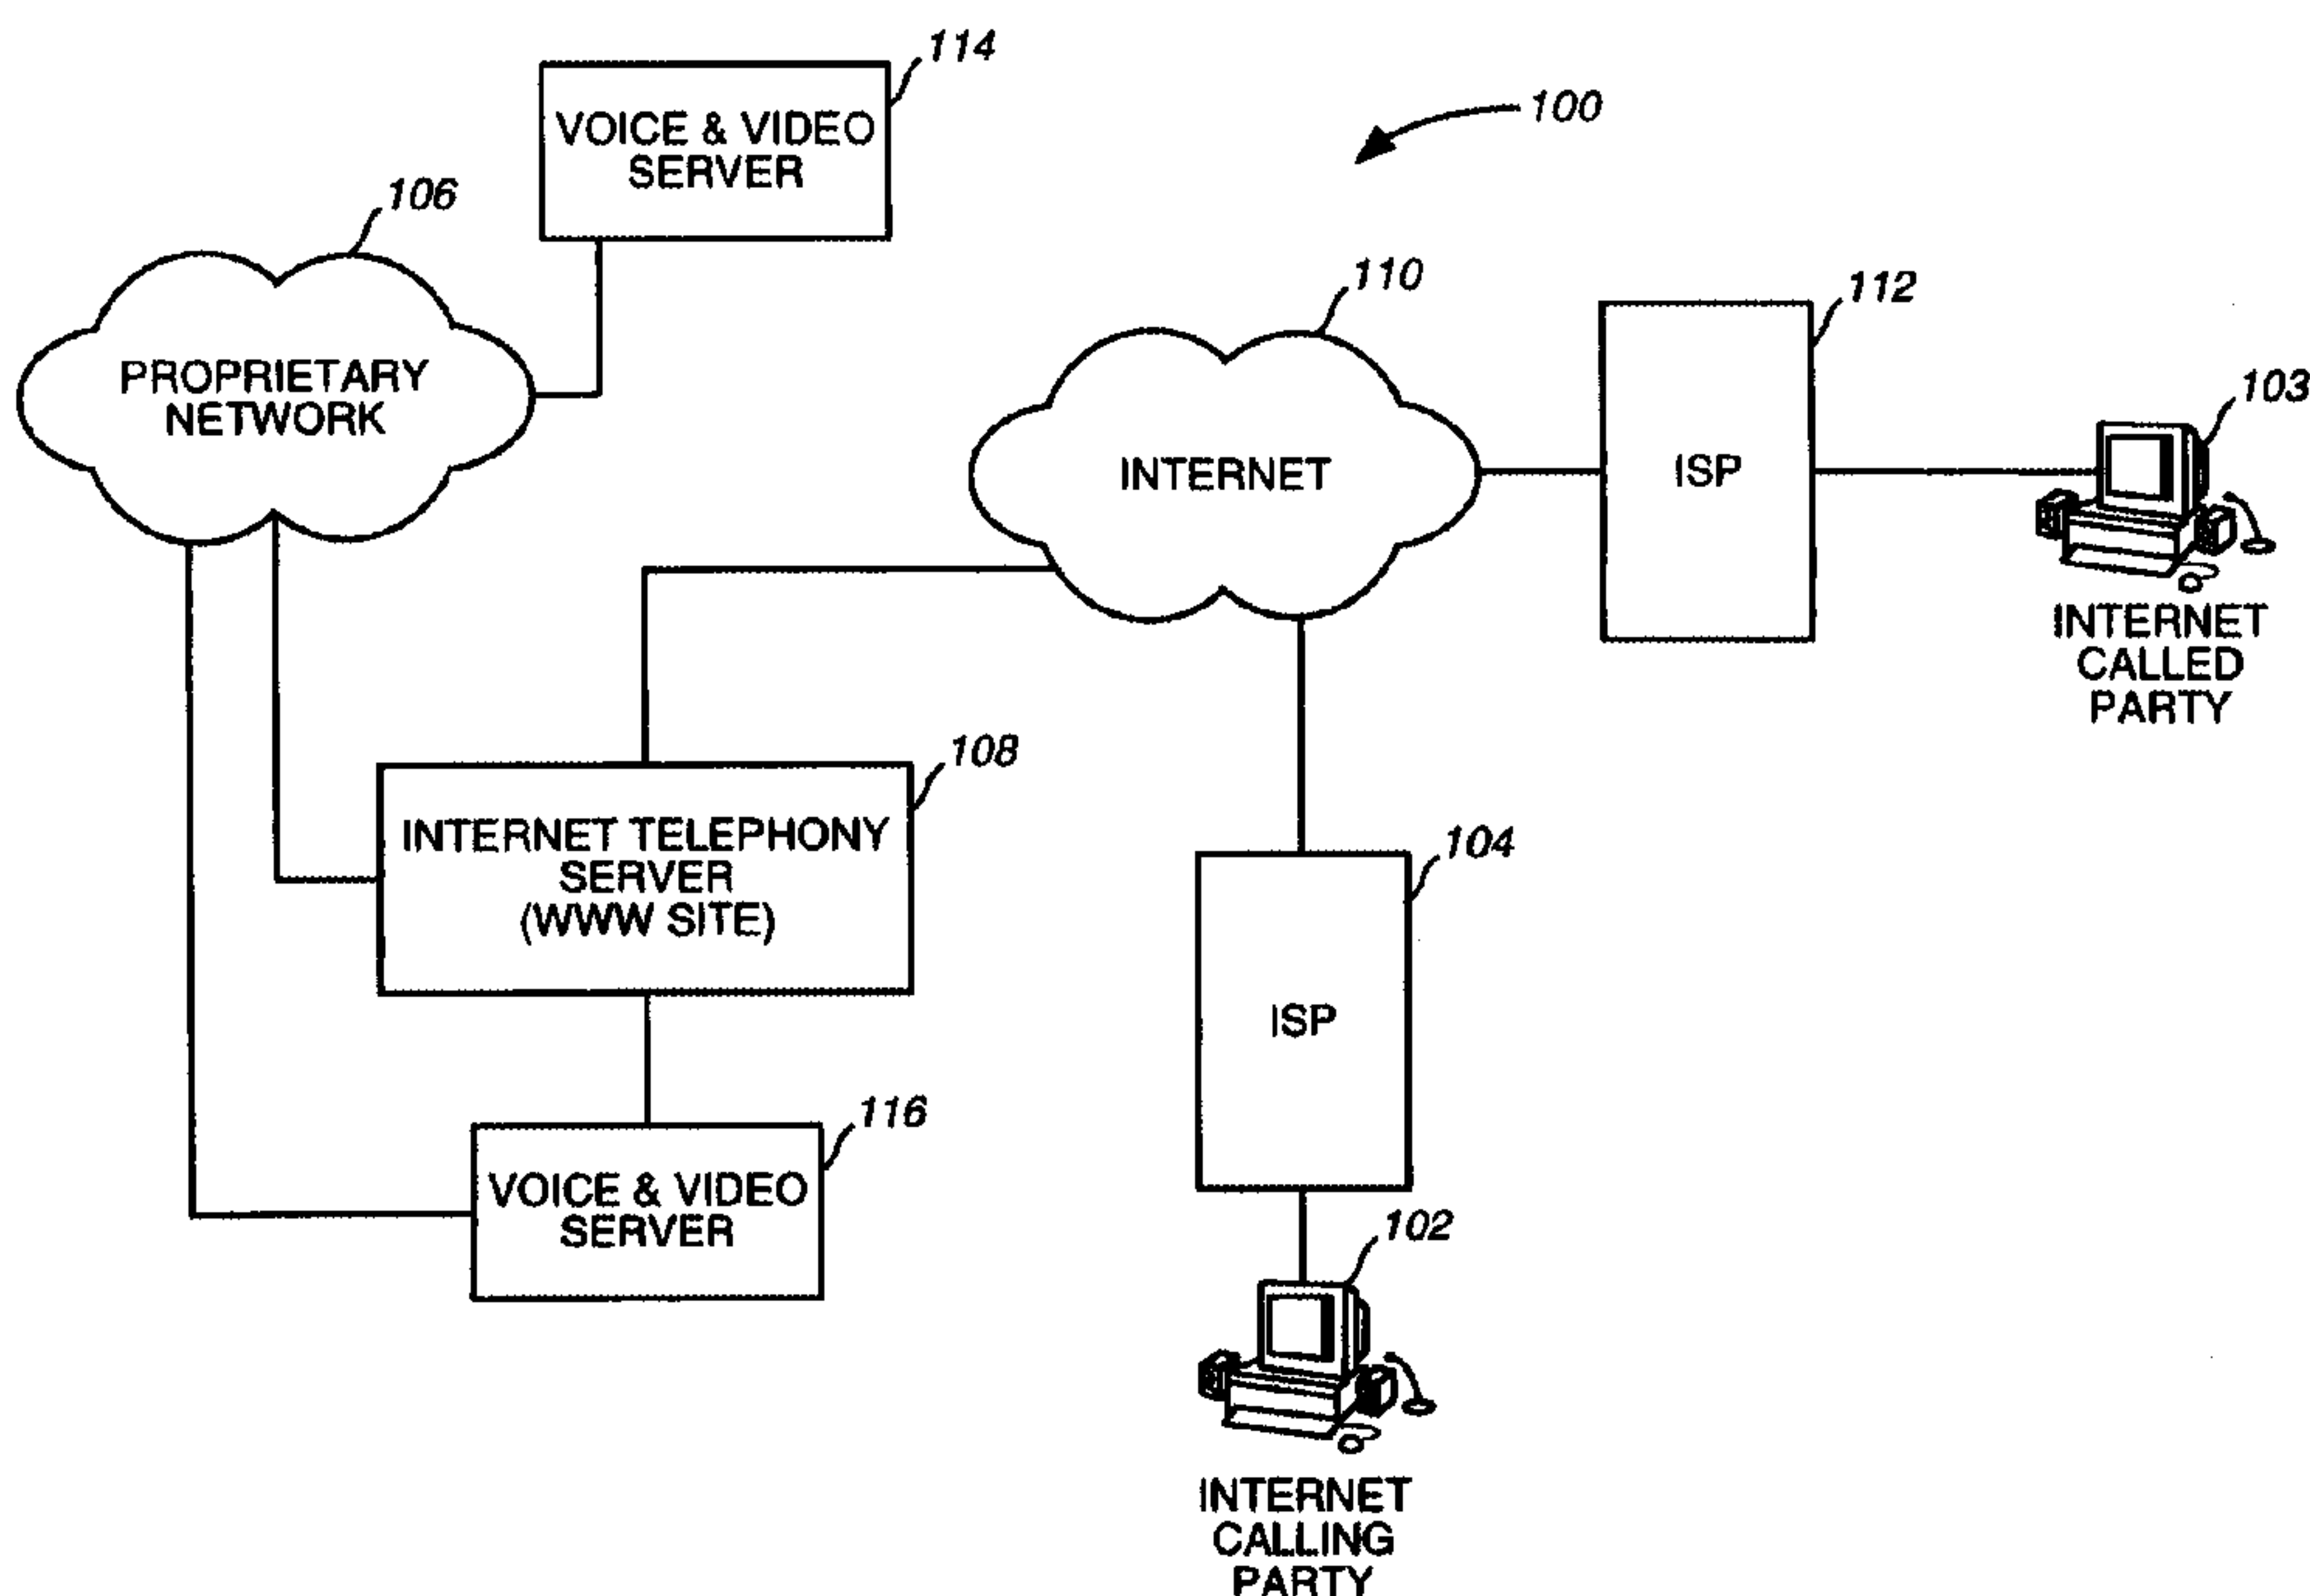 114
VOICE & VIDEO
SERVER
100
106
PROPRIETARY
NETWORK
110
INTERNET
112
ISP
103
INTERNET
CALLED
PARTY
108
INTERNET TELEPHONY
SERVER
(WWW SITE)
104
ISP
116
VOICE & VIDEO
SERVER
102
INTERNET
CALLING
PARTY